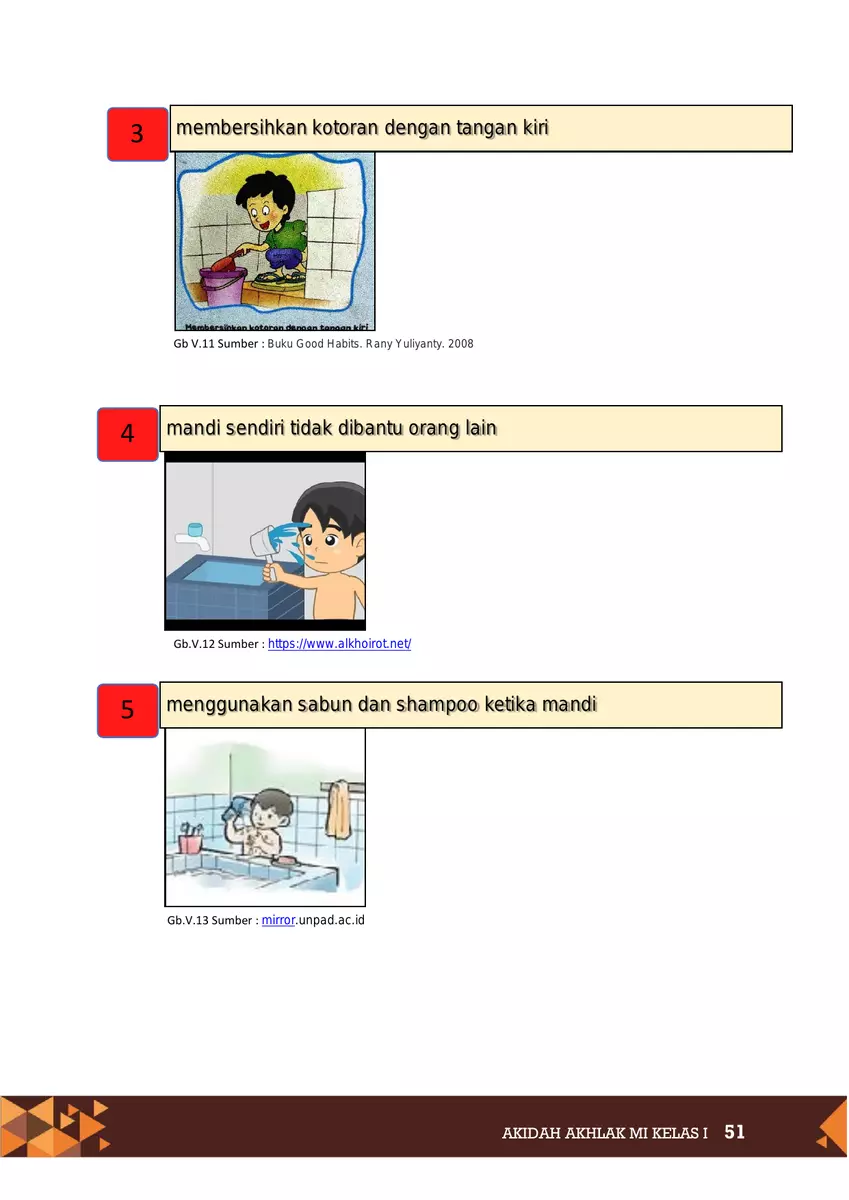 3
membersihkan kotoran dengan tangan kiri
Membersihkan kotoran dengan tangan kiri
Gb V.11 Sumber : Buku Good Habits. Rany Yuliyanty. 2008
4
mandi sendiri tidak dibantu orang lain
Gb.V.12 Sumber : https://www.alkhoirot.net/
5
menggunakan sabun dan shampoo ketika mandi
Gb.V.13 Sumber : mirror.unpad.ac.id
AKIDAH AKHLAK MI KELAS I 51